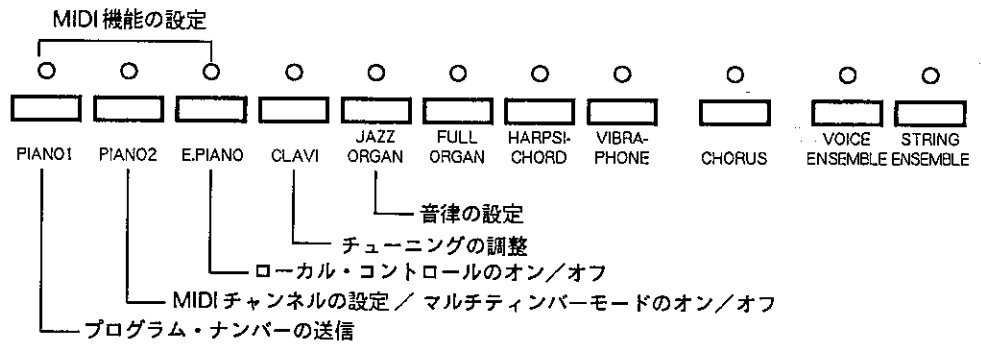 MIDI 機能の設定
PIANO1 PIANO2 E.PIANO CLAVI JAZZ ORGAN FULL ORGAN HARPSI-CHORD VIBRA-PHONE CHORUS VOICE ENSEMBLE STRING ENSEMBLE
音律の設定
チューニングの調整
ローカル・コントロールのオン／オフ
MIDI チャンネルの設定 ／ マルチティンバーモードのオン／オフ
プログラム・ナンバーの送信